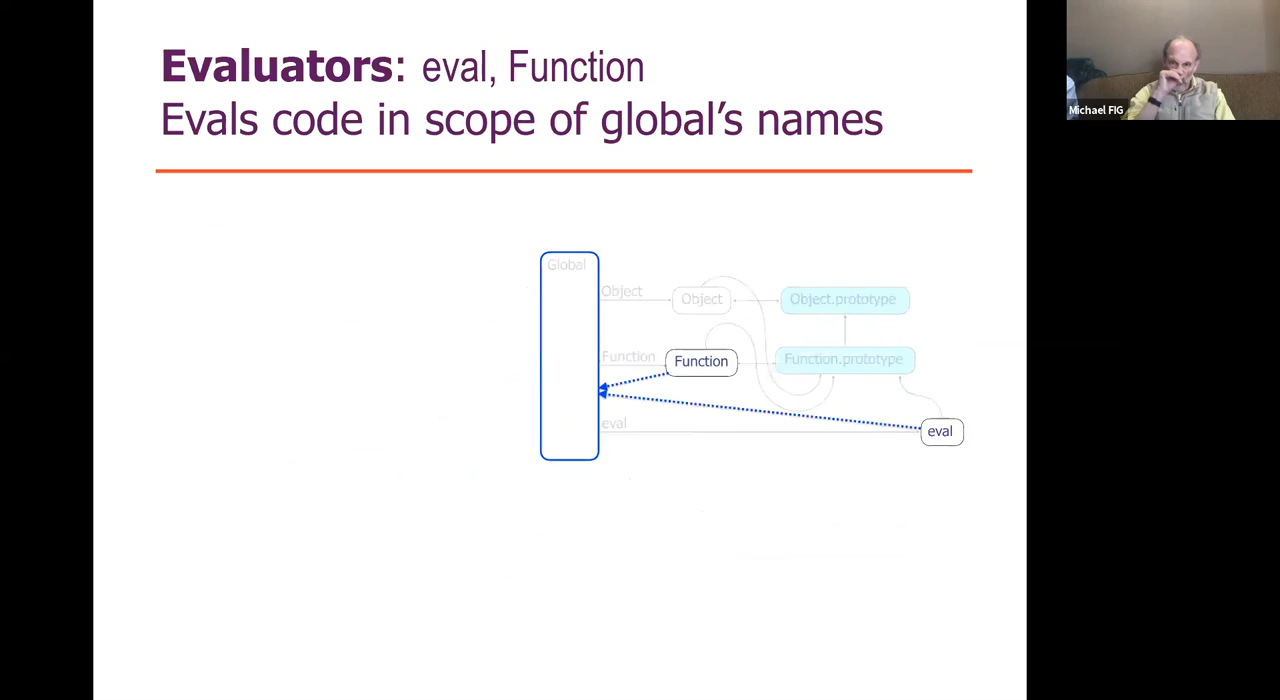 Evaluators: eval, Function
Evals code in scope of global’s names
Michael FIG
Global
Object
Object
Object.prototype
Function
Function
Function.prototype
eval
eval